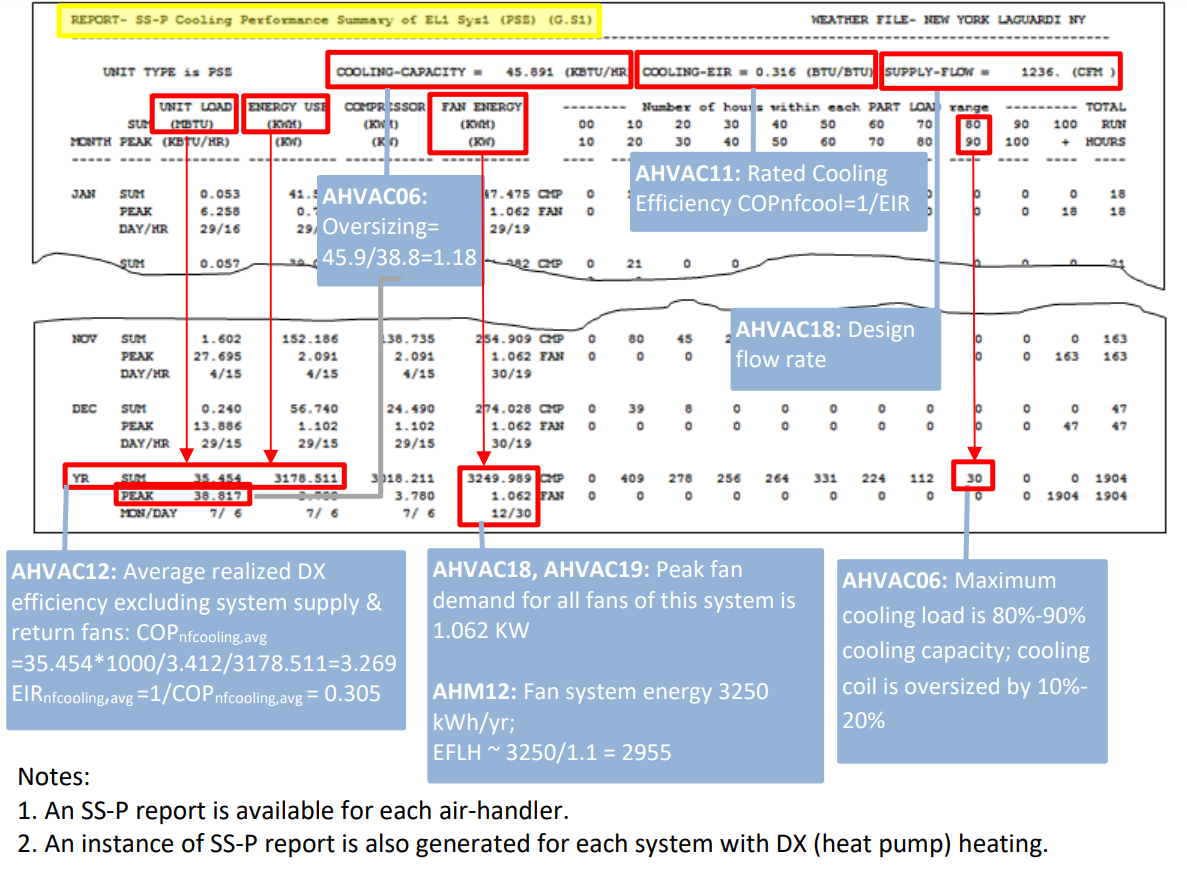 REPORT- SS-P Cooling Performance Summary of EL1 Sys1 (PSZ) (G.S1) WEATHER FILE- NEW YORK LAGUARDI NY
UNIT TYPE is PSZ COOLING-CAPACITY = 45.891 (KBTU/HR) COOLING-EIR = 0.316 (BTU/BTU) SUPPLY-FLOW = 1236. (CFM )
UNIT LOAD ENERGY USE COMPRESSOR FAN ENERGY -------- Number of hours within each PART LOAD range --------- TOTAL
SUM (MBTU) (KWH) (KWH) (KWH) 00 10 20 30 40 50 60 70 80 90 100 RUN
MONTH PEAK (KBTU/HR) (KW) (KW) (KW) 10 20 30 40 50 60 70 80 90 100 + HOURS
JAN SUM 0.053 47.475 CMP 0 0 0 0 18
PEAK 6.258 1.062 FAN 0 0 0 18 18
DAY/HR 29/16 29/19
SUM 0.057 CMP 0 21 0 0 0 0 0 21
AHVAC06:
Oversizing=
45.9/38.8=1.18
AHVAC11: Rated Cooling
Efficiency COPnfcool=1/EIR
AHVAC18: Design
flow rate
NOV SUM 1.602 152.186 138.735 254.909 CMP 0 80 45 0 0 0 163
PEAK 27.695 2.091 2.091 1.062 FAN 0 0 0 0 0 163 163
DAY/HR 4/15 4/15 4/15 30/19
DEC SUM 0.240 56.740 24.490 274.028 CMP 0 39 8 0 0 0 0 0 0 0 0 47
PEAK 13.886 1.102 1.102 1.062 FAN 0 0 0 0 0 0 0 0 0 0 47 47
DAY/HR 29/15 29/15 29/15 30/19
YR SUM 35.454 3178.511 3018.211 3249.989 CMP 0 409 278 256 264 331 224 112 30 0 0 1904
PEAK 38.817 3.780 3.780 1.062 FAN 0 0 0 0 0 0 0 0 0 0 1904 1904
MON/DAY 7/ 6 7/ 6 7/ 6 12/30
AHVAC12: Average realized DX
efficiency excluding system supply &
return fans: COPnfcooling,avg
=35.454*1000/3.412/3178.511=3.269
EIRnfcooling,avg =1/COPnfcooling,avg = 0.305
AHVAC18, AHVAC19: Peak fan
demand for all fans of this system is
1.062 KW
AHM12: Fan system energy 3250
kWh/yr;
EFLH ~ 3250/1.1 = 2955
AHVAC06: Maximum
cooling load is 80%-90%
cooling capacity; cooling
coil is oversized by 10%-
20%
Notes:
1. An SS-P report is available for each air-handler.
2. An instance of SS-P report is also generated for each system with DX (heat pump) heating.